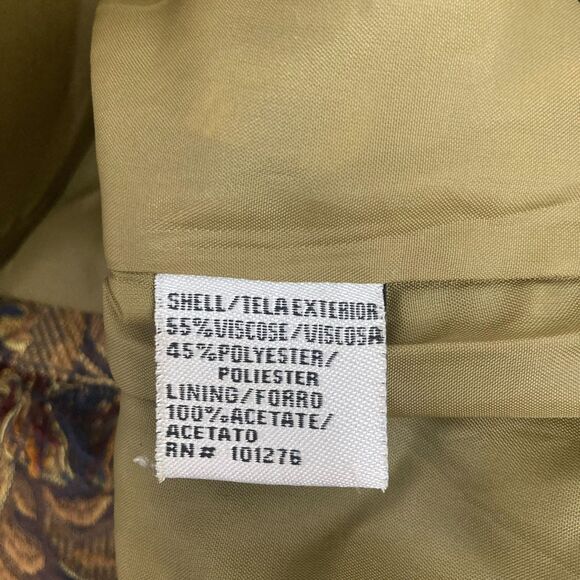 SHELL/TELA EXTERIOR
55%VISCOSE/VISCOSA
45%POLYESTER/
POLIESTER
LINING/FORRO
100%ACETATE/
ACETATO
RN# 101276